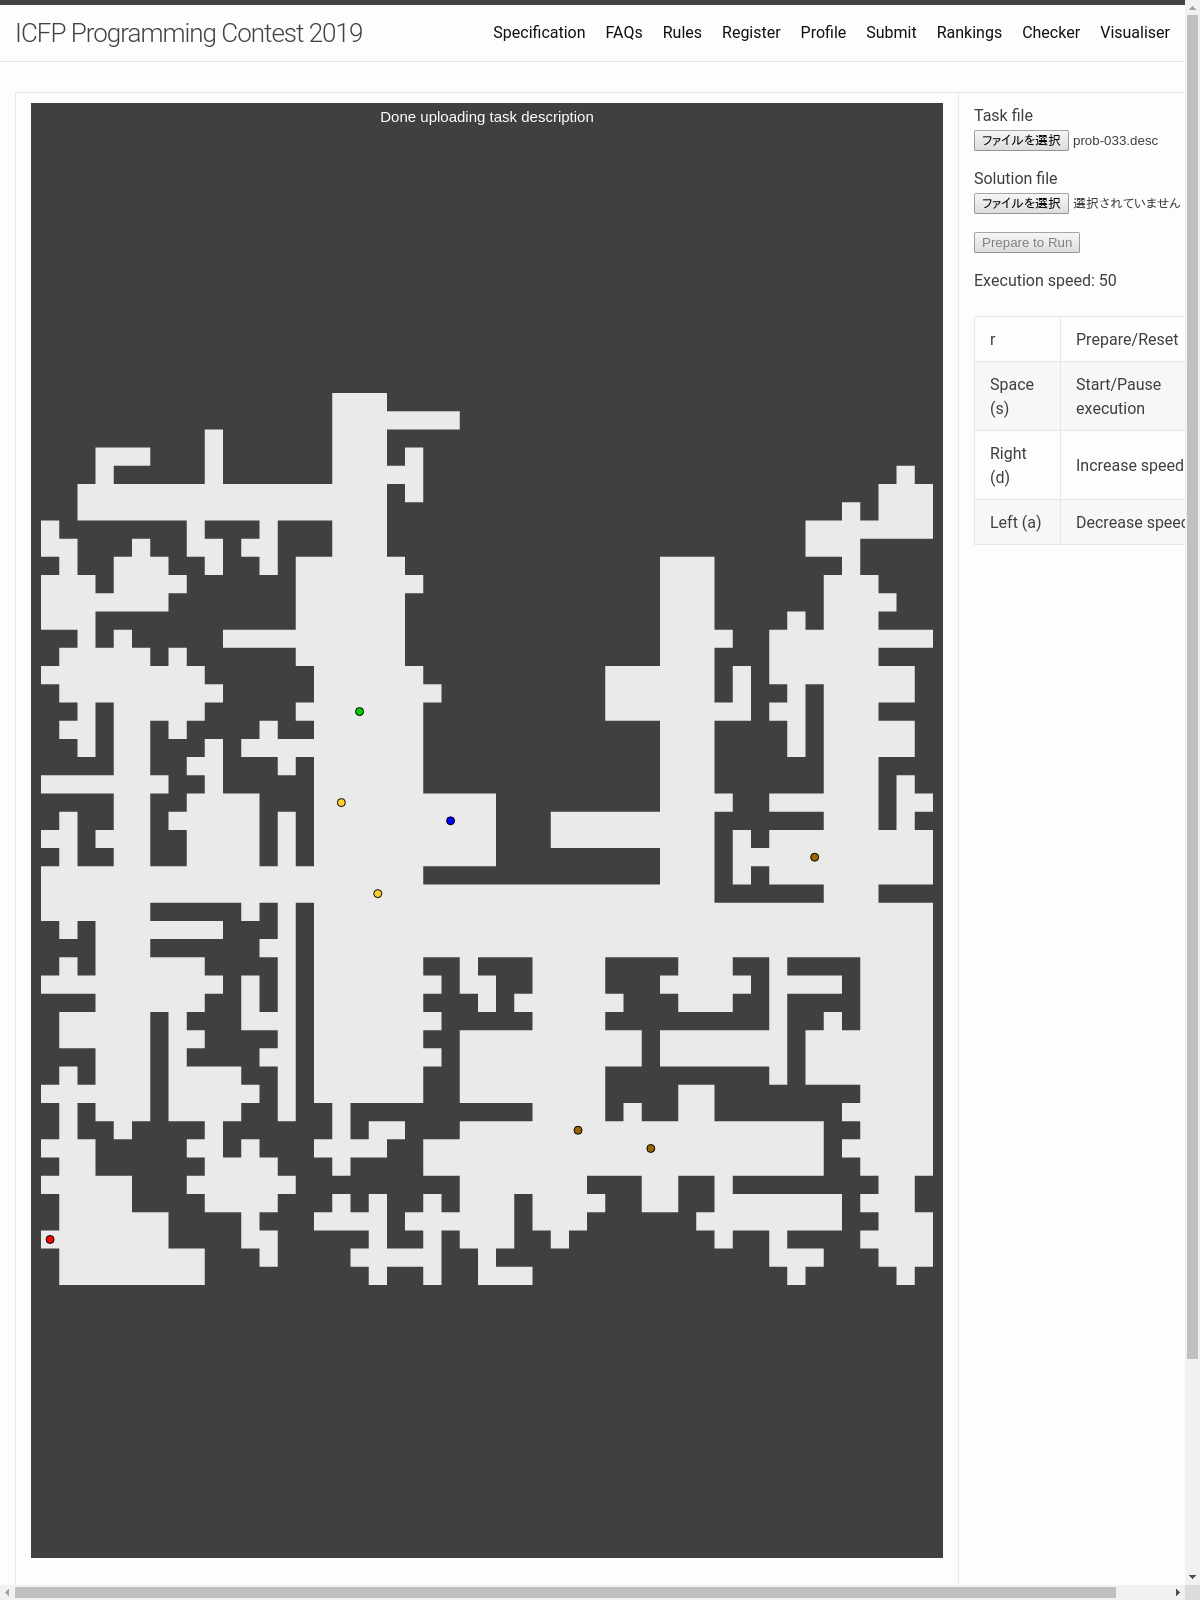 ICFP Programming Contest 2019
Specification FAQs Rules Register Profile Submit Rankings Checker Visualiser
Done uploading task description
Task file
ファイルを選択 prob-033.desc
Solution file
ファイルを選択 選択されていません
Prepare to Run
Execution speed: 50
r Prepare/Reset
Space (s) Start/Pause execution
Right (d) Increase speed
Left (a) Decrease speed